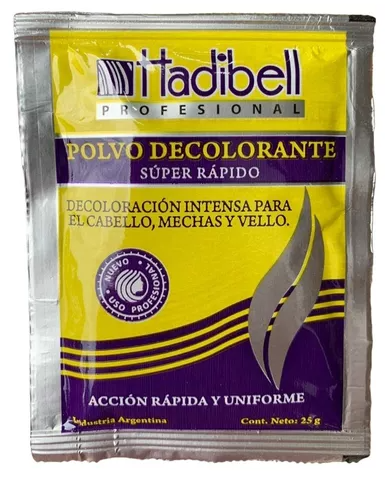 Hadibell
PROFESIONAL
POLVO DECOLORANTE
SÚPER RÁPIDO
DECOLORACIÓN INTENSA PARA
EL CABELLO, MECHAS Y VELLO.
NUEVO
USO PROFESIONAL
ACCIÓN RÁPIDA Y UNIFORME
Industria Argentina
Cont. Neto: 25 g